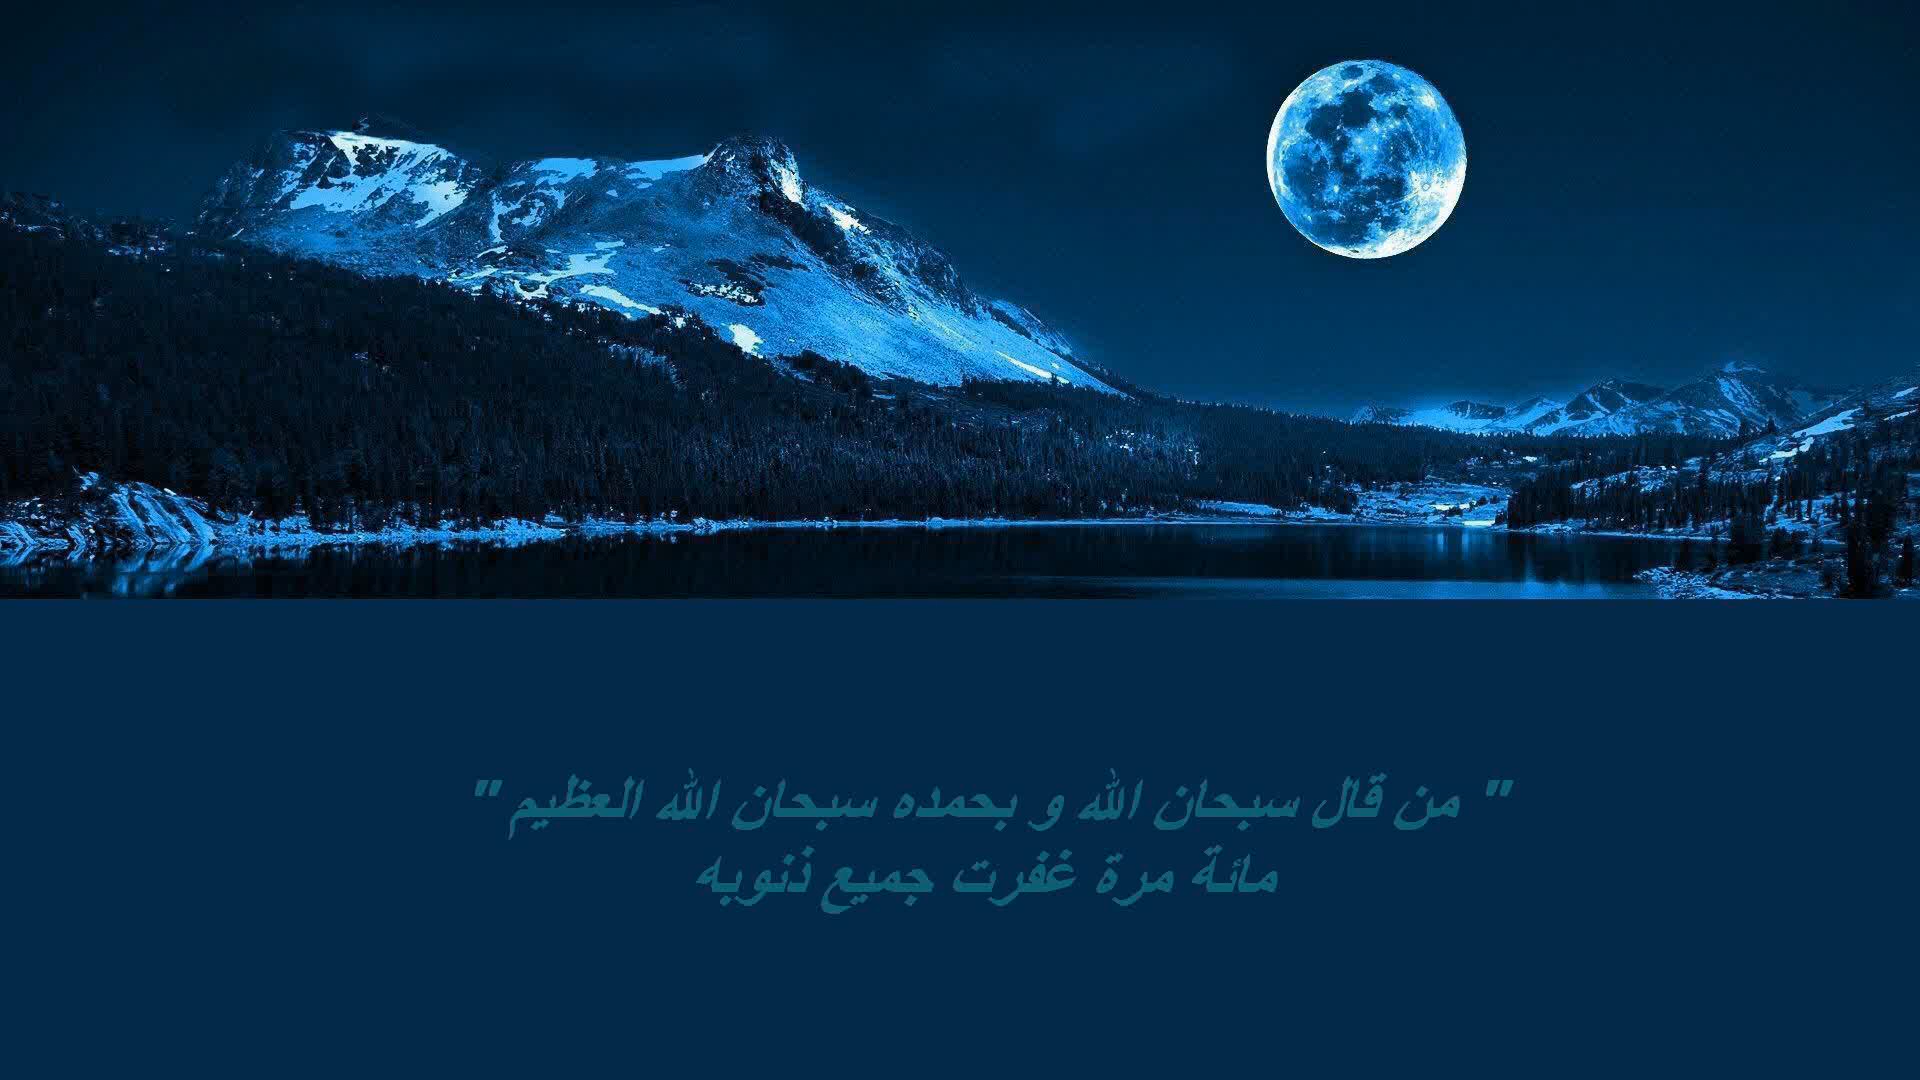 " من قال سبحان الله و بحمده سبحان الله العظيم "
مائة مرة غفرت جميع ذنوبه